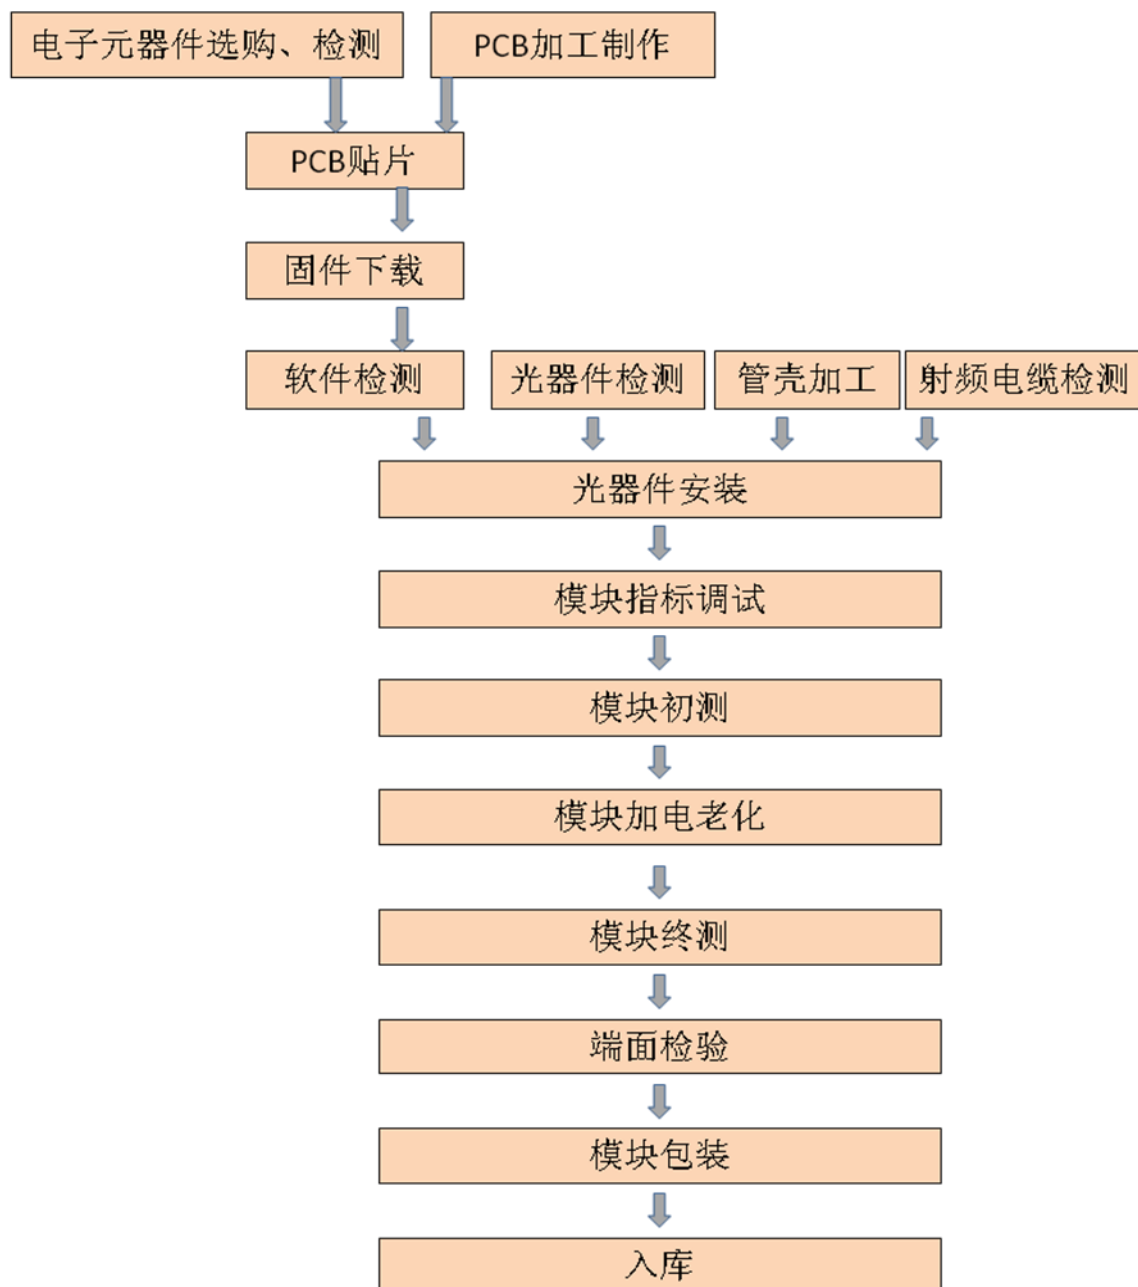 电子元器件选购、检测
PCB加工制作
PCB贴片
固件下载
软件检测
光器件检测
管壳加工
射频电缆检测
光器件安装
模块指标调试
模块初测
模块加电老化
模块终测
端面检验
模块包装
入库